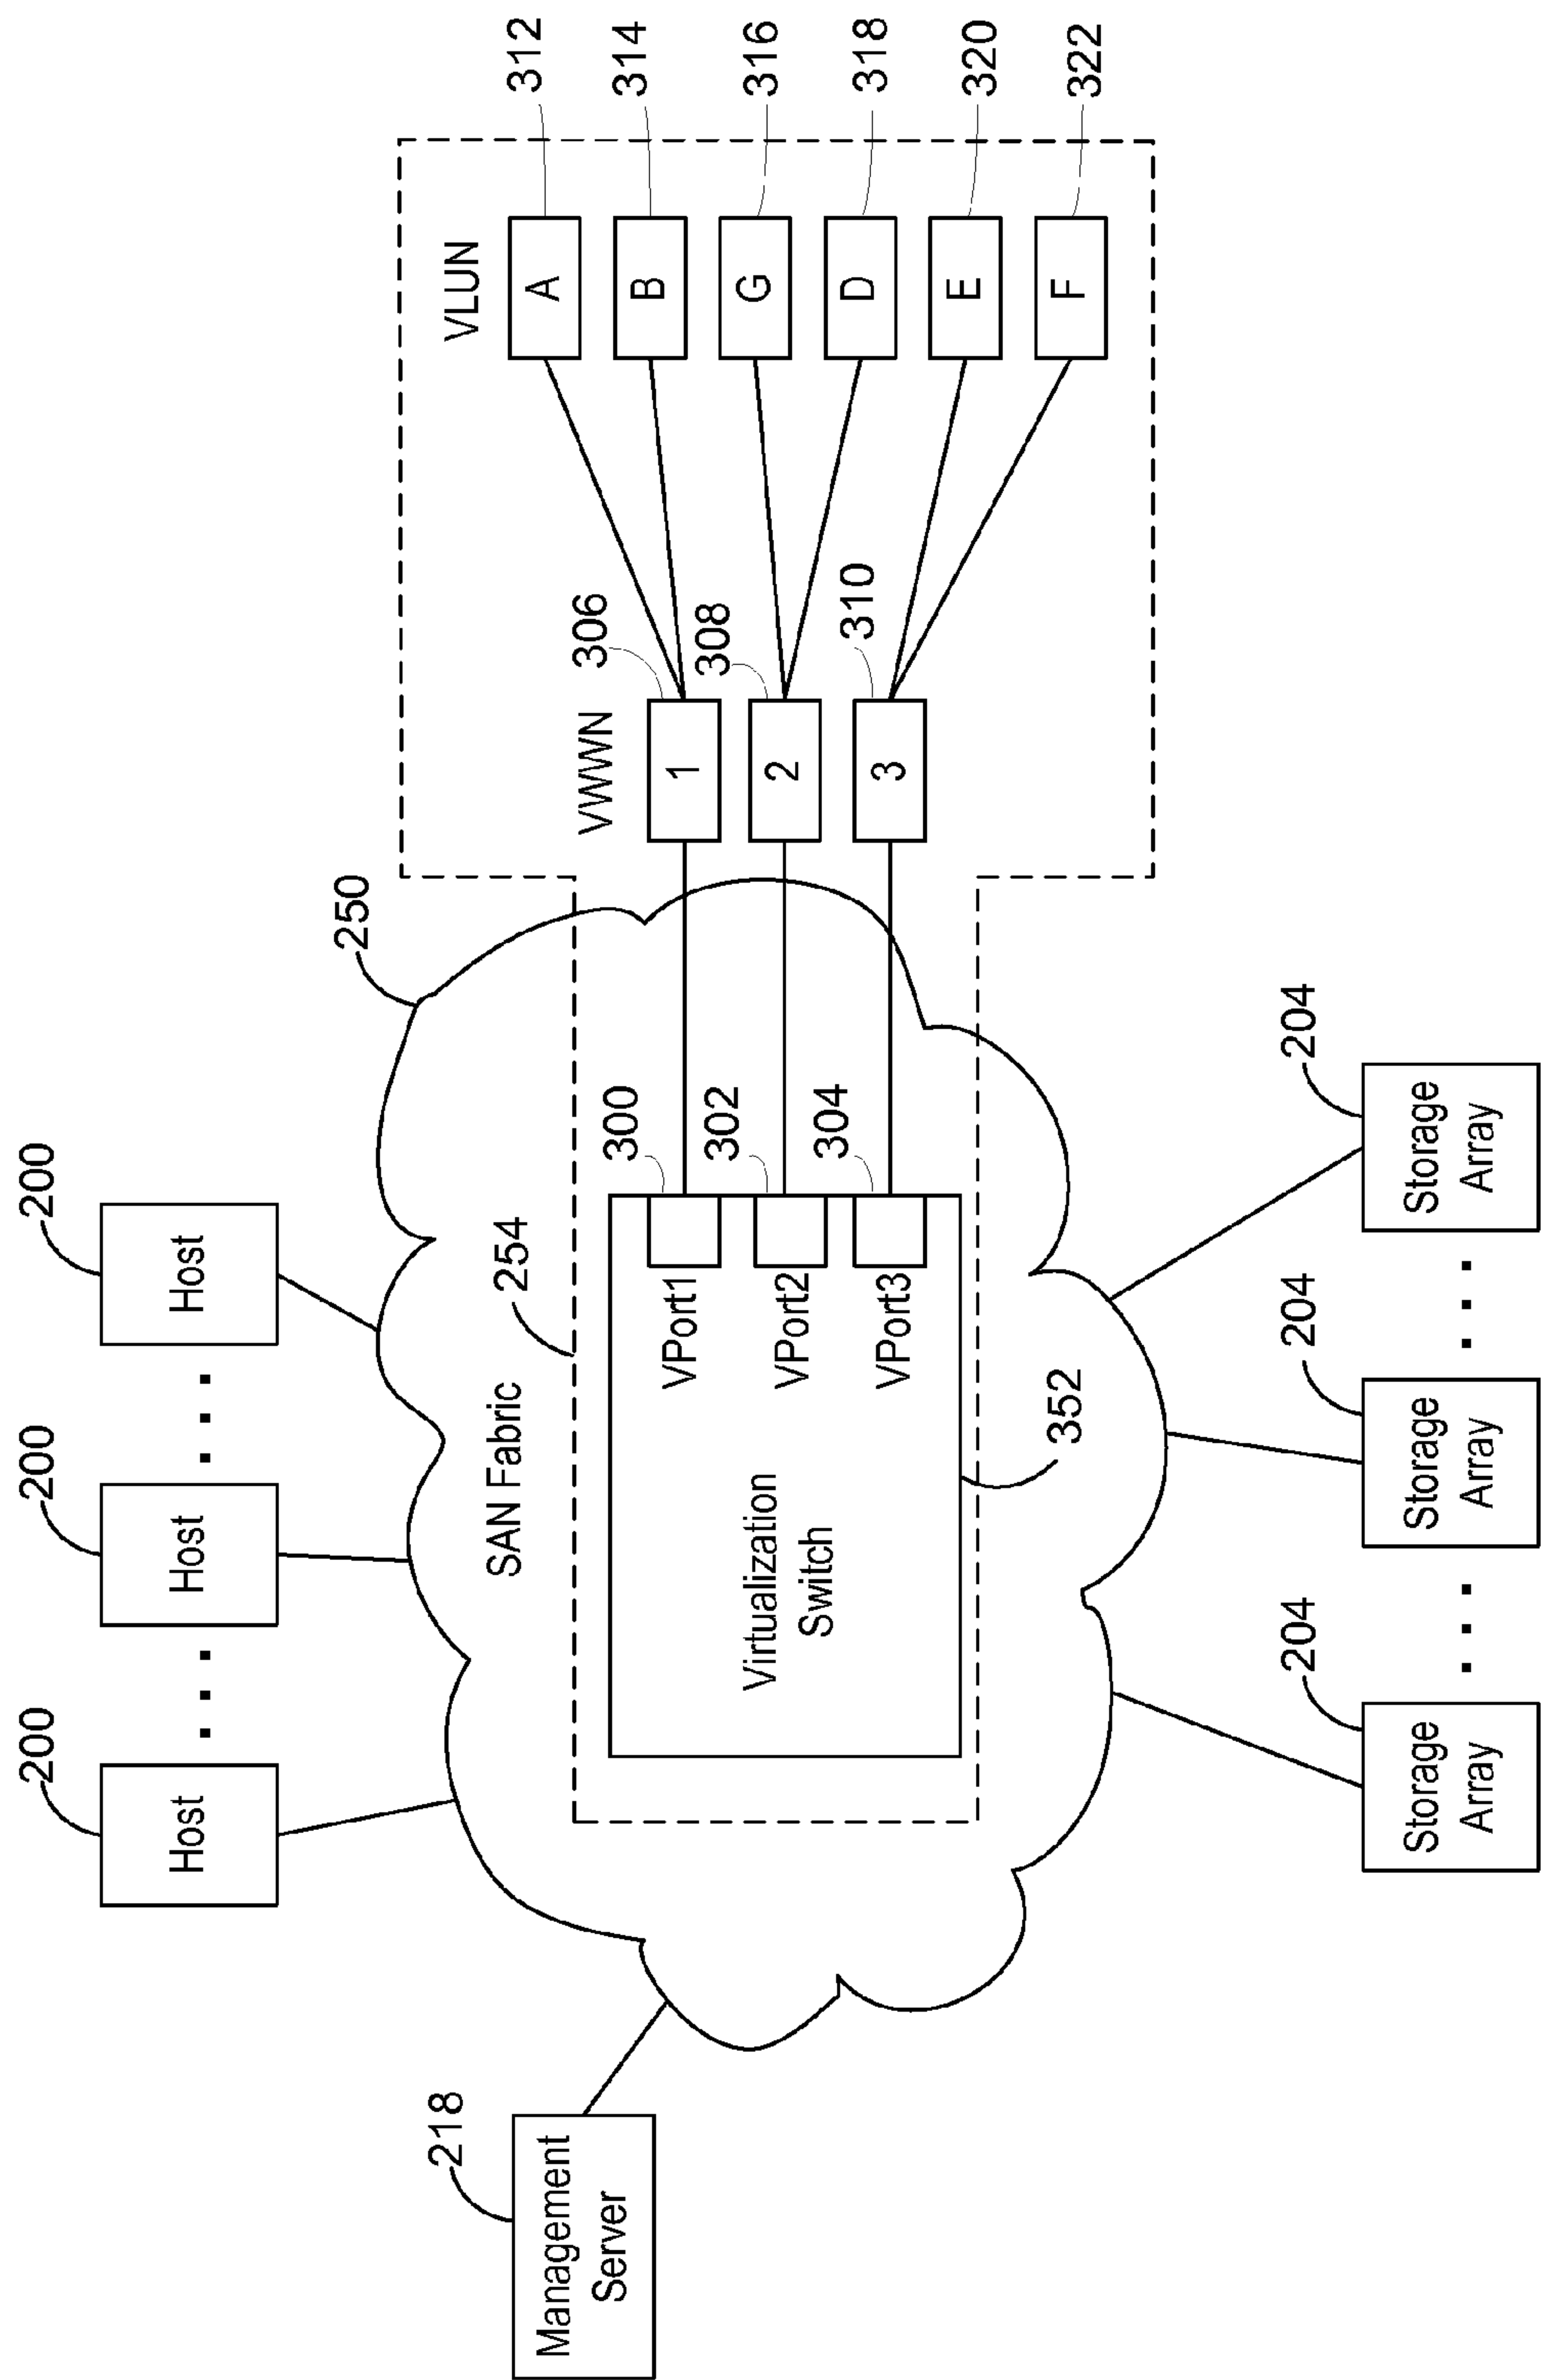 200
200
200
Host
Host
Host
250
218
SAN Fabric
254
Management
Server
Virtualization
Switch
VPort1
VPort2
VPort3
300
302
304
352
VWWN
306
1
308
2
310
3
VLUN
A
312
B
314
G
316
D
318
E
320
F
322
204
204
204
Storage
Array
Storage
Array
Storage
Array